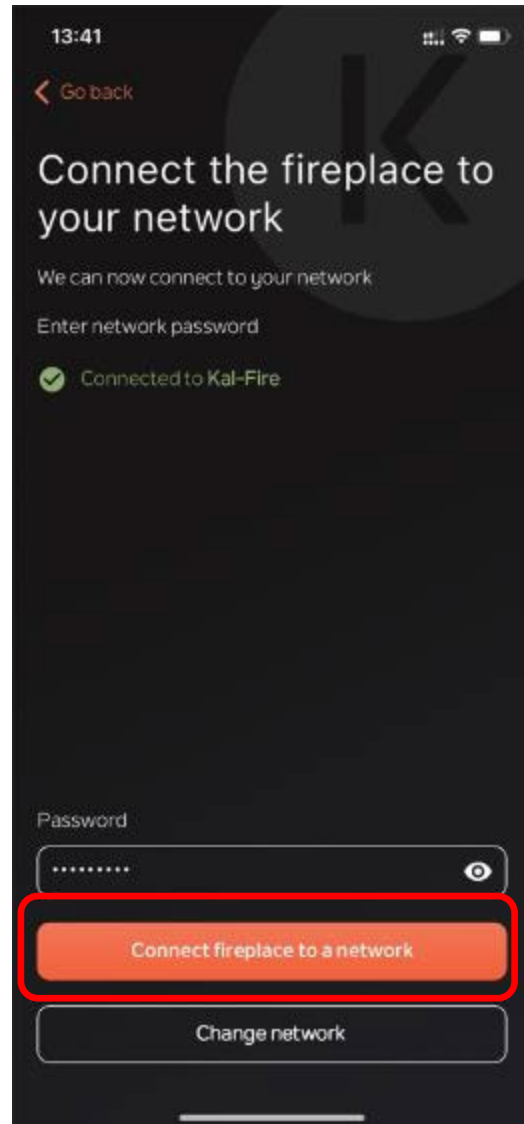 13:41
Go back
Connect the fireplace to
your network
We can now connect to your network
Enter network password
Connected to Kal-Fire
Password
•••••••••
Connect fireplace to a network
Change network